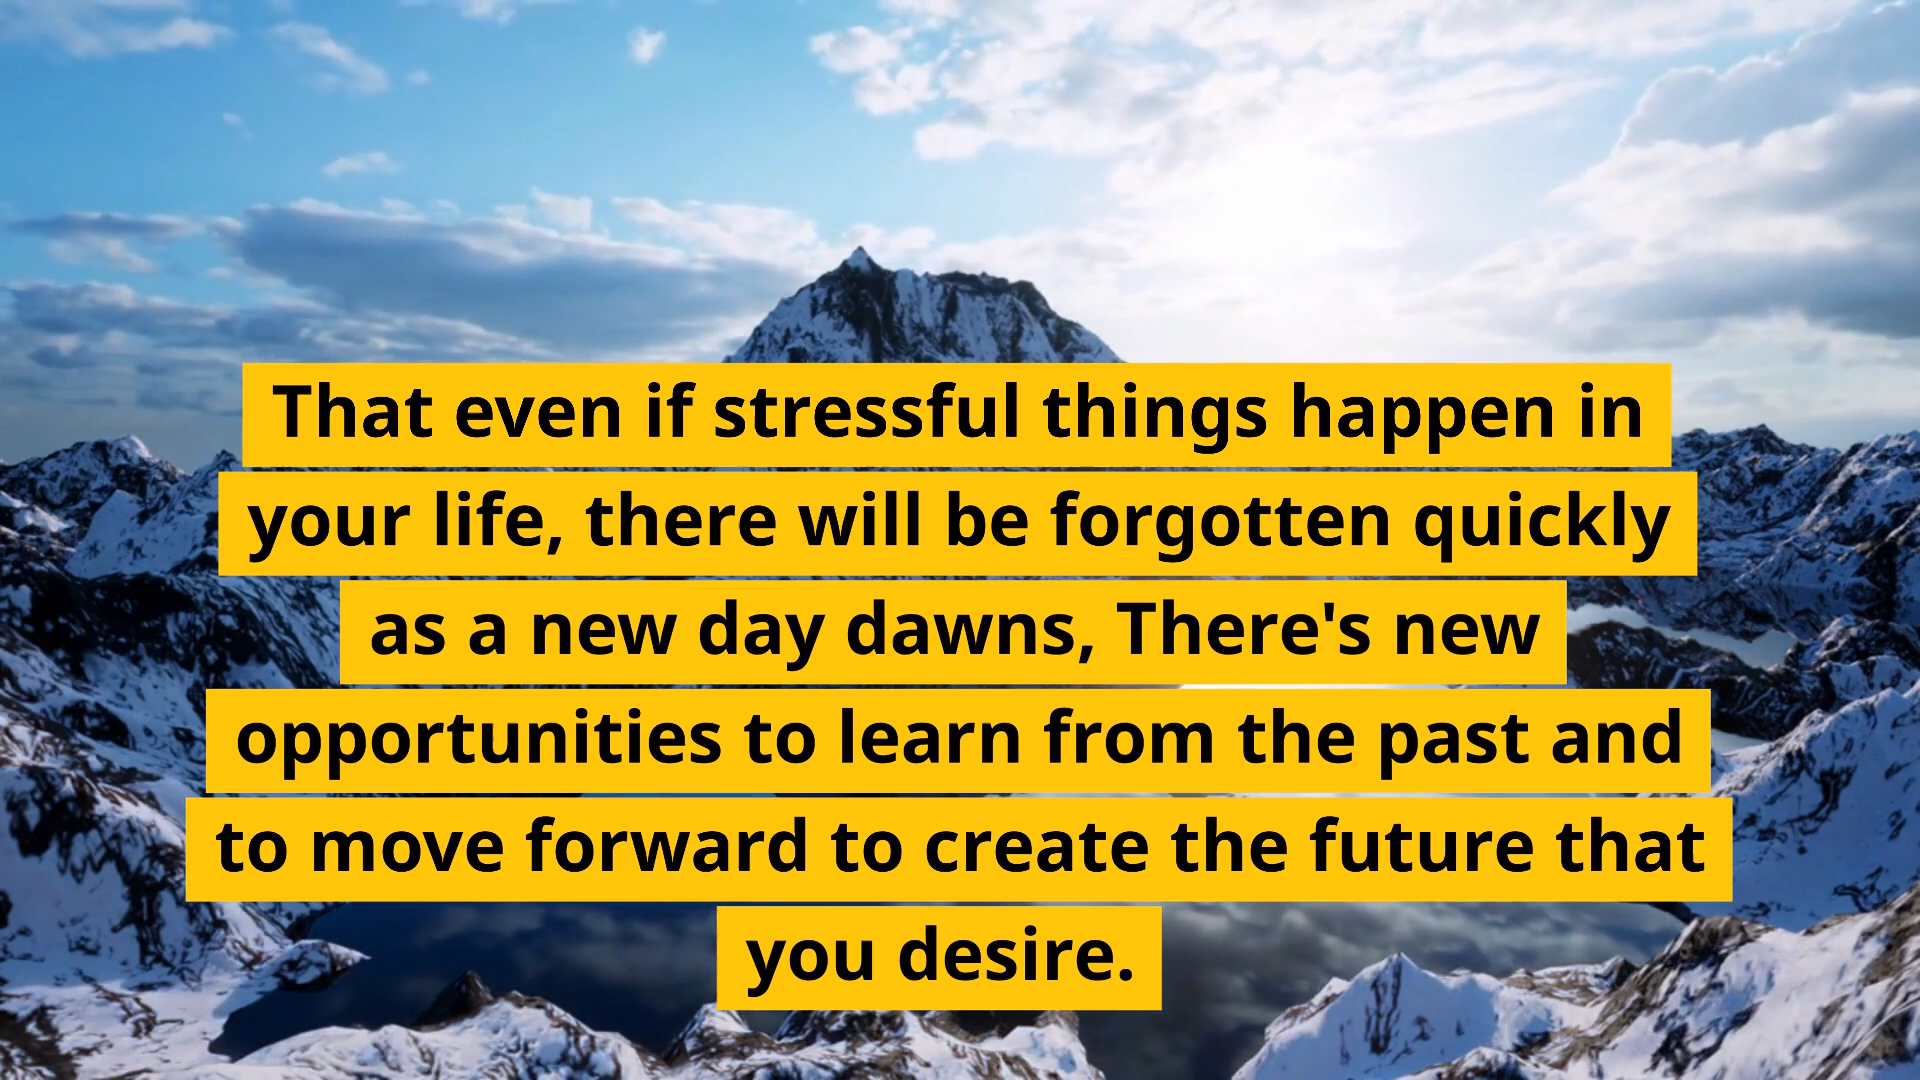 That even if stressful things happen in
your life, there will be forgotten quickly
as a new day dawns, There's new
opportunities to learn from the past and
to move forward to create the future that
you desire.